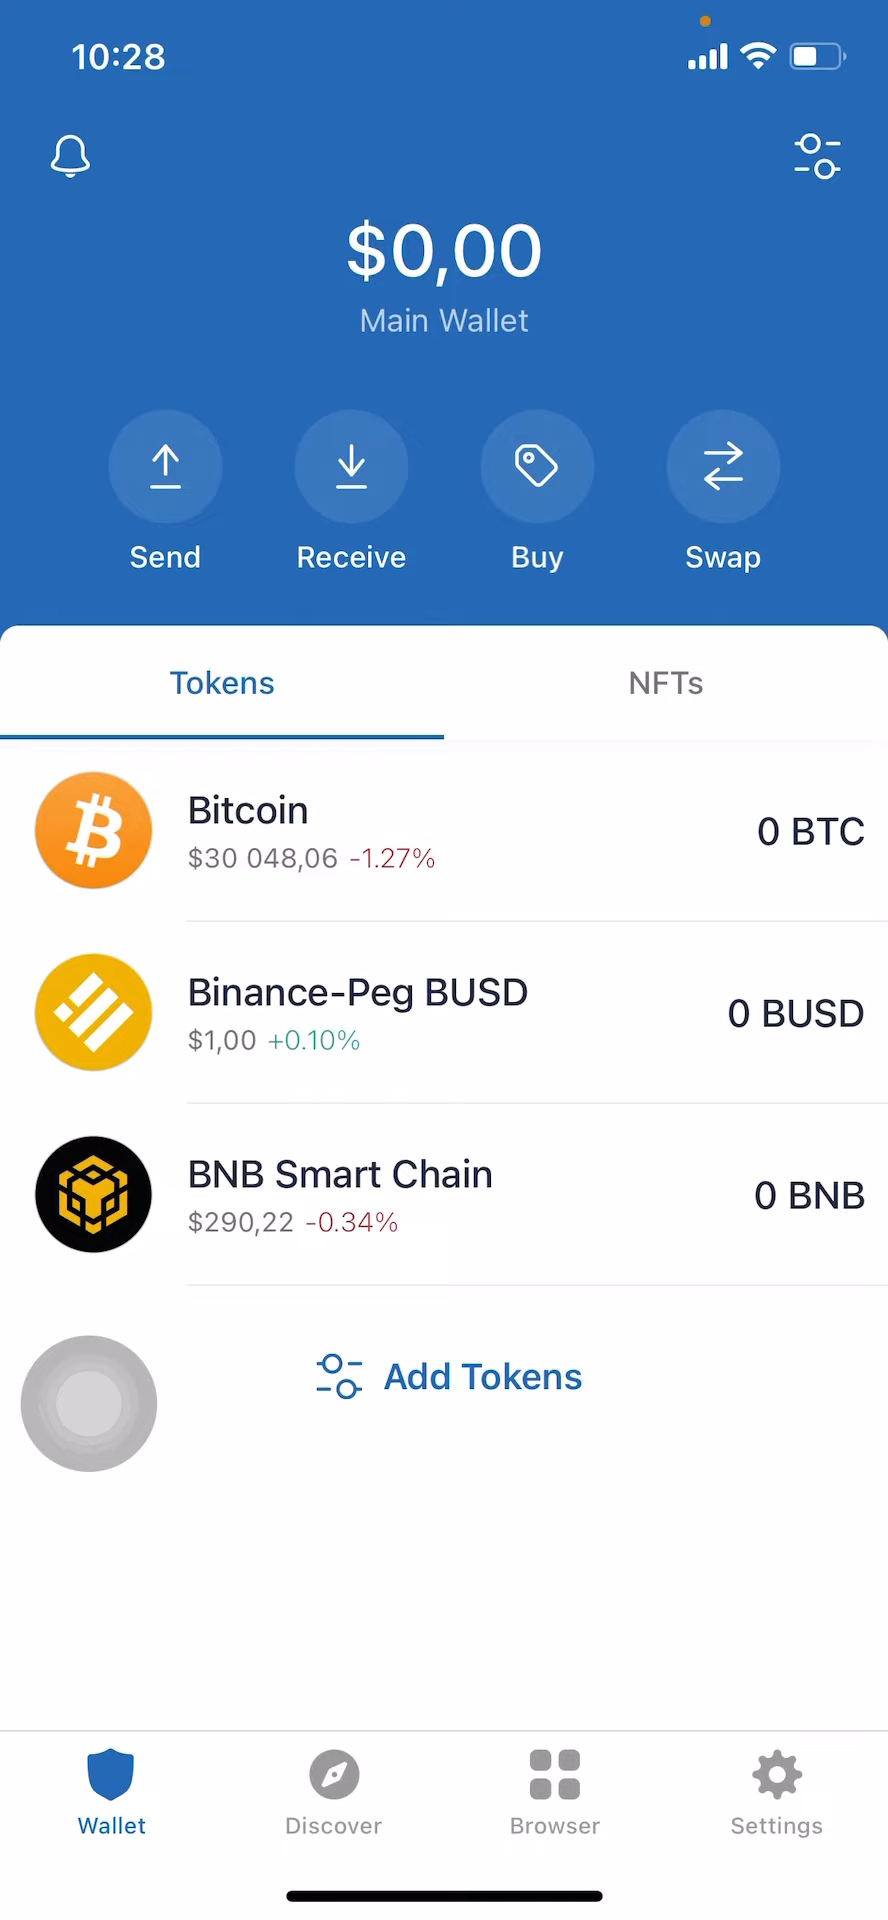 10:28
$0,00
Main Wallet
Send Receive Buy Swap
Tokens NFTs
Bitcoin
$30 048,06 -1.27%
0 BTC
Binance-Peg BUSD
$1,00 +0.10%
0 BUSD
BNB Smart Chain
$290,22 -0.34%
0 BNB
Add Tokens
Wallet Discover Browser Settings